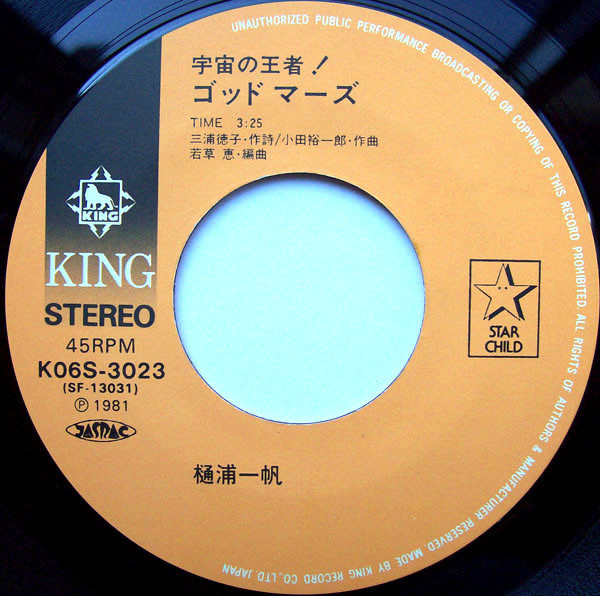 UNAUTHORIZED PUBLIC PERFORMANCE BROADCASTING OR COPYING OF THIS RECORD PROHIBITED ALL RIGHTS OF AUTHORS & MANUFACTURER RESERVED. MADE BY KING RECORD CO.LTD. JAPAN
宇宙の王者!
ゴッド マーズ
TIME 3:25
三浦徳子・作詩/小田裕一郎・作曲
若草 恵・編曲
KING
KING
STEREO
45RPM
K06S-3023
(SF-13031)
Ⓟ 1981
JASRAC
STAR
CHILD
樋浦一帆